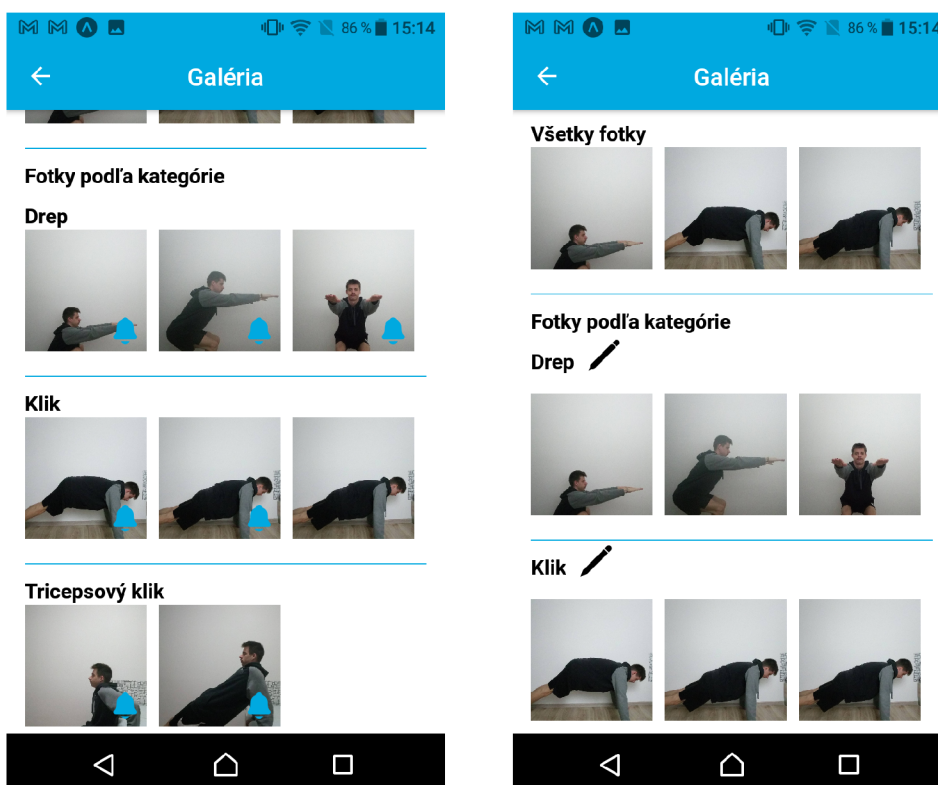 86 % 15:14
Galéria
Fotky podľa kategórie
Drep
Klik
Tricepsový klik
86 % 15:14
Galéria
Všetky fotky
Fotky podľa kategórie
Drep
Klik